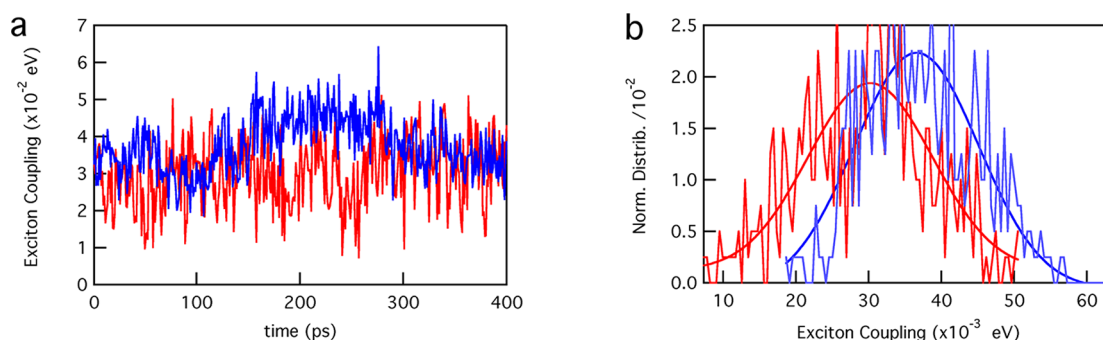 a
Exciton Coupling (x10⁻² eV)
7
6
5
4
3
2
1
0
0 100 200 300 400
time (ps)
b
Norm. Distrib. /10⁻²
2.5
2.0
1.5
1.0
0.5
0.0
10 20 30 40 50 60
Exciton Coupling (x10⁻³ eV)